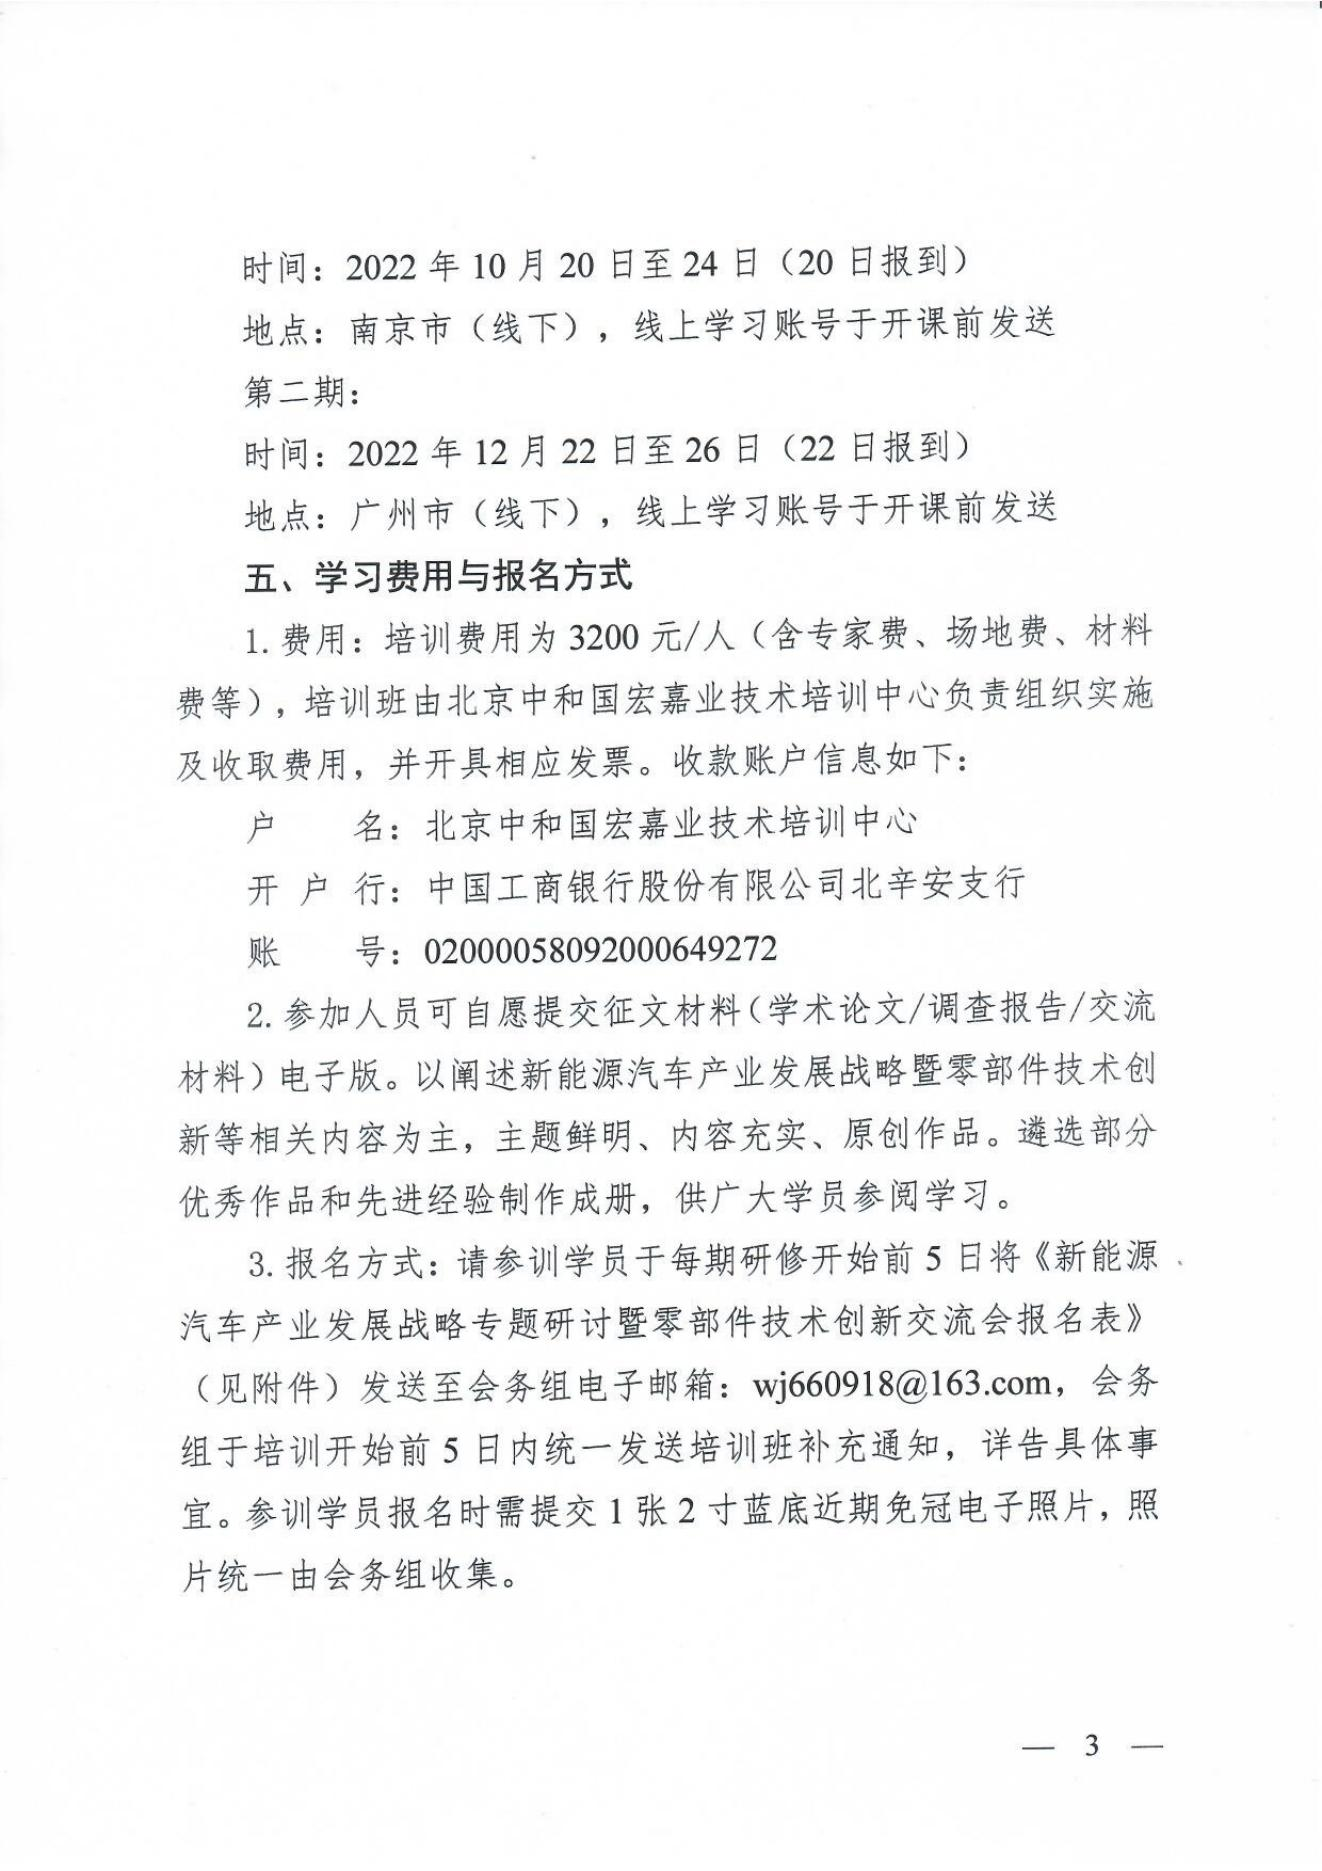 时间：2022 年 10 月 20 日至 24 日（20 日报到）
地点：南京市（线下），线上学习账号于开课前发送
第二期：
时间：2022 年 12 月 22 日至 26 日（22 日报到）
地点：广州市（线下），线上学习账号于开课前发送
五、学习费用与报名方式
1. 费用：培训费用为 3200 元/人（含专家费、场地费、材料
费等），培训班由北京中和国宏嘉业技术培训中心负责组织实施
及收取费用，并开具相应发票。收款账户信息如下：
户　　名：北京中和国宏嘉业技术培训中心
开 户 行：中国工商银行股份有限公司北辛安支行
账　　号：02000058092000649272
2. 参加人员可自愿提交征文材料（学术论文/调查报告/交流
材料）电子版。以阐述新能源汽车产业发展战略暨零部件技术创
新等相关内容为主，主题鲜明、内容充实、原创作品。遴选部分
优秀作品和先进经验制作成册，供广大学员参阅学习。
3. 报名方式：请参训学员于每期研修开始前 5 日将《新能源
汽车产业发展战略专题研讨暨零部件技术创新交流会报名表》
（见附件）发送至会务组电子邮箱：wj660918@163.com，会务
组于培训开始前 5 日内统一发送培训班补充通知，详告具体事
宜。参训学员报名时需提交 1 张 2 寸蓝底近期免冠电子照片，照
片统一由会务组收集。
— 3 —